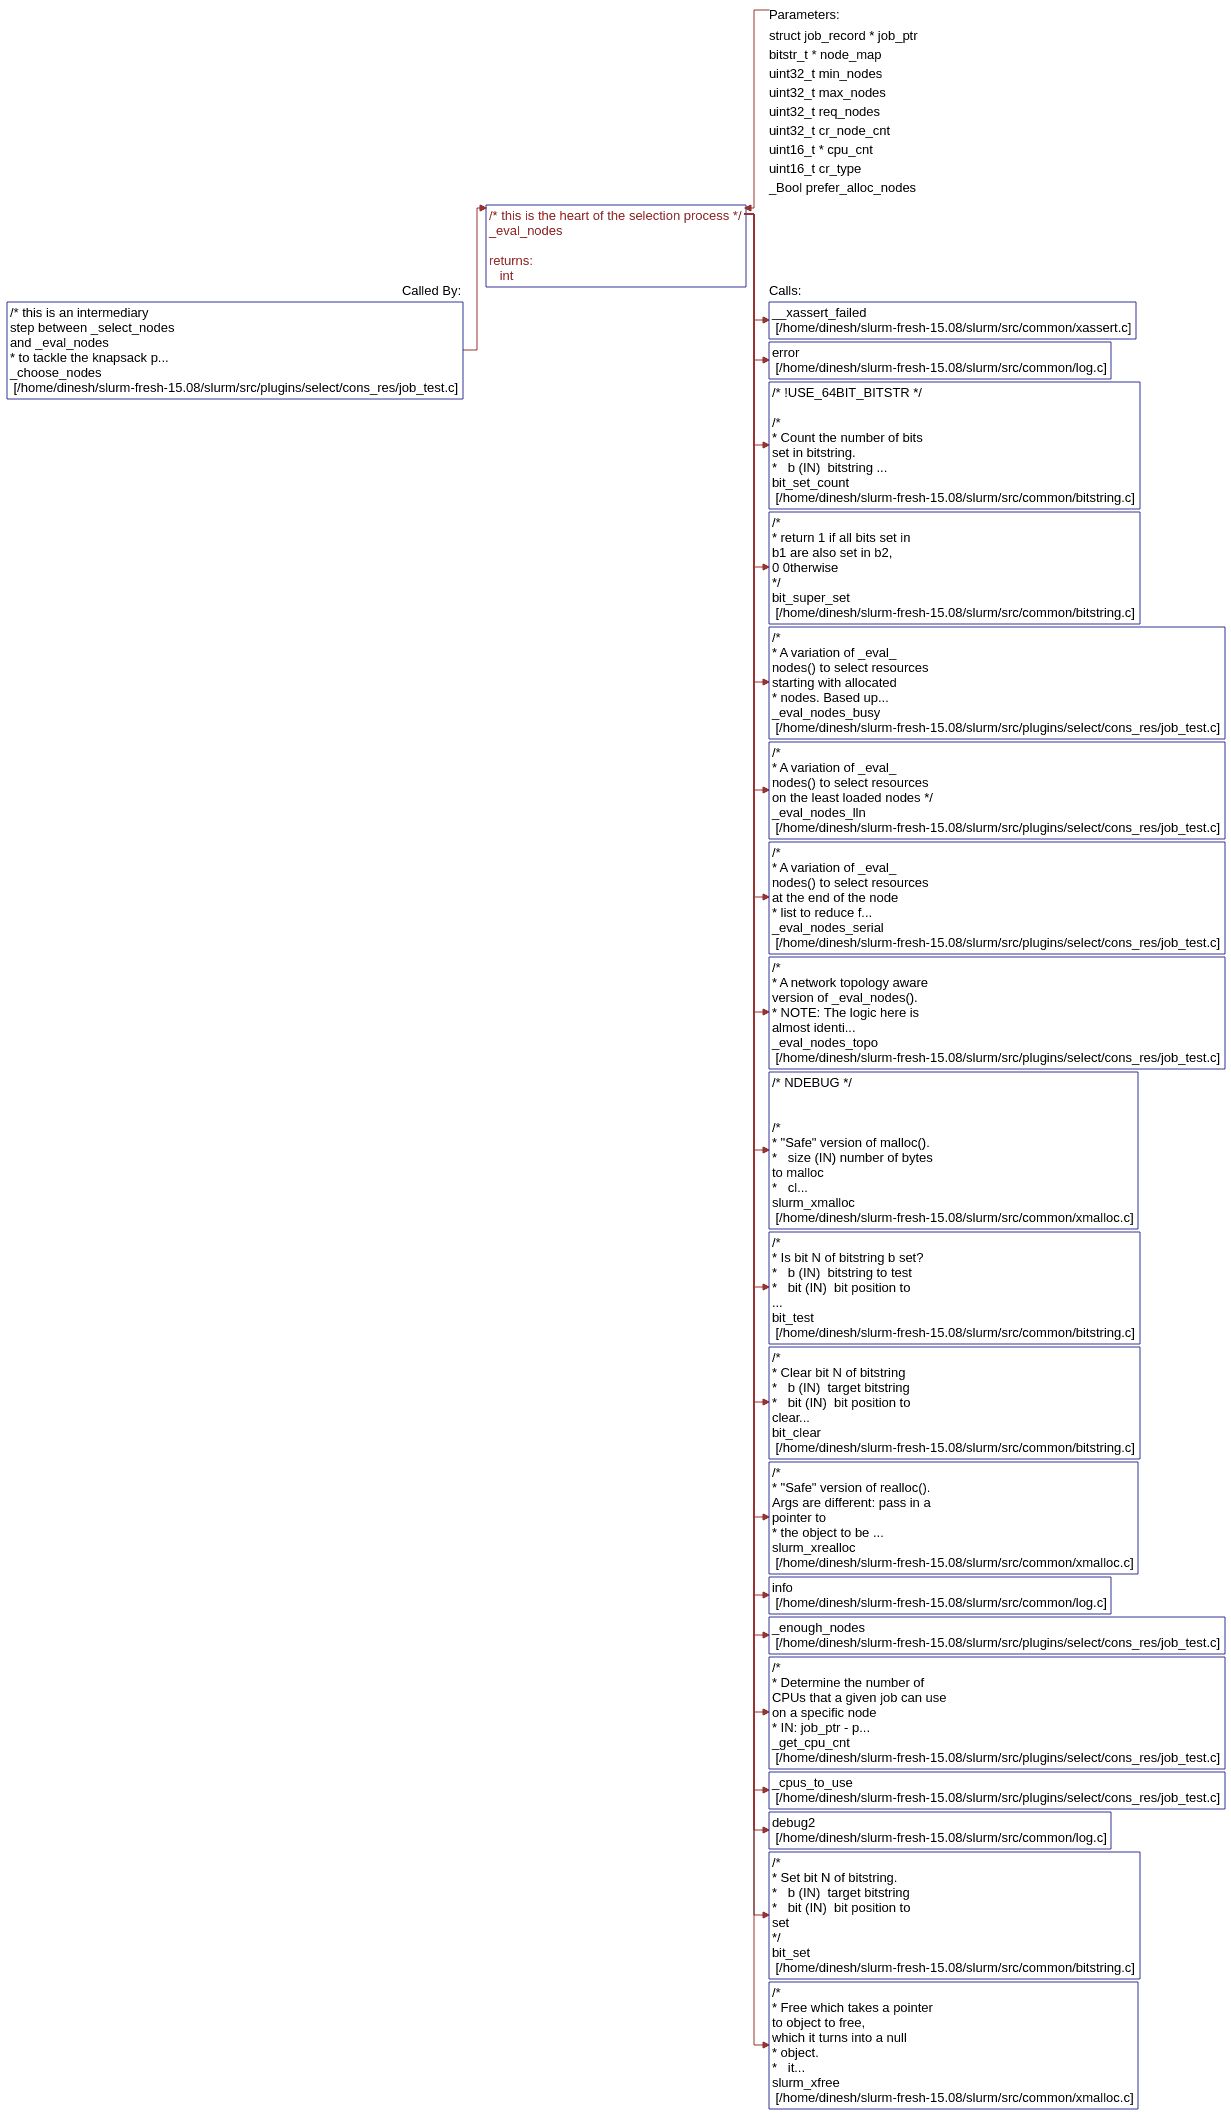 Parameters:
struct job_record * job_ptr
bitstr_t * node_map
uint32_t min_nodes
uint32_t max_nodes
uint32_t req_nodes
uint32_t cr_node_cnt
uint16_t * cpu_cnt
uint16_t cr_type
_Bool prefer_alloc_nodes
/* this is the heart of the selection process */
_eval_nodes
returns:
int
Called By:
/* this is an intermediary
step between _select_nodes
and _eval_nodes
* to tackle the knapsack p...
_choose_nodes
[/home/dinesh/slurm-fresh-15.08/slurm/src/plugins/select/cons_res/job_test.c]
Calls:
__xassert_failed
[/home/dinesh/slurm-fresh-15.08/slurm/src/common/xassert.c]
error
[/home/dinesh/slurm-fresh-15.08/slurm/src/common/log.c]
/* !USE_64BIT_BITSTR */
/*
* Count the number of bits
set in bitstring.
*   b (IN)  bitstring ...
bit_set_count
[/home/dinesh/slurm-fresh-15.08/slurm/src/common/bitstring.c]
/*
* return 1 if all bits set in
b1 are also set in b2,
0 0therwise
*/
bit_super_set
[/home/dinesh/slurm-fresh-15.08/slurm/src/common/bitstring.c]
/*
* A variation of _eval_
nodes() to select resources
starting with allocated
* nodes. Based up...
_eval_nodes_busy
[/home/dinesh/slurm-fresh-15.08/slurm/src/plugins/select/cons_res/job_test.c]
/*
* A variation of _eval_
nodes() to select resources
on the least loaded nodes */
_eval_nodes_lln
[/home/dinesh/slurm-fresh-15.08/slurm/src/plugins/select/cons_res/job_test.c]
/*
* A variation of _eval_
nodes() to select resources
at the end of the node
* list to reduce f...
_eval_nodes_serial
[/home/dinesh/slurm-fresh-15.08/slurm/src/plugins/select/cons_res/job_test.c]
/*
* A network topology aware
version of _eval_nodes().
* NOTE: The logic here is
almost identi...
_eval_nodes_topo
[/home/dinesh/slurm-fresh-15.08/slurm/src/plugins/select/cons_res/job_test.c]
/* NDEBUG */
/*
* "Safe" version of malloc().
*   size (IN) number of bytes
to malloc
*   cl...
slurm_xmalloc
[/home/dinesh/slurm-fresh-15.08/slurm/src/common/xmalloc.c]
/*
* Is bit N of bitstring b set?
*   b (IN)  bitstring to test
*   bit (IN)  bit position to
...
bit_test
[/home/dinesh/slurm-fresh-15.08/slurm/src/common/bitstring.c]
/*
* Clear bit N of bitstring
*   b (IN)  target bitstring
*   bit (IN)  bit position to
clear...
bit_clear
[/home/dinesh/slurm-fresh-15.08/slurm/src/common/bitstring.c]
/*
* "Safe" version of realloc().
Args are different: pass in a
pointer to
* the object to be ...
slurm_xrealloc
[/home/dinesh/slurm-fresh-15.08/slurm/src/common/xmalloc.c]
info
[/home/dinesh/slurm-fresh-15.08/slurm/src/common/log.c]
_enough_nodes
[/home/dinesh/slurm-fresh-15.08/slurm/src/plugins/select/cons_res/job_test.c]
/*
* Determine the number of
CPUs that a given job can use
on a specific node
* IN: job_ptr - p...
_get_cpu_cnt
[/home/dinesh/slurm-fresh-15.08/slurm/src/plugins/select/cons_res/job_test.c]
_cpus_to_use
[/home/dinesh/slurm-fresh-15.08/slurm/src/plugins/select/cons_res/job_test.c]
debug2
[/home/dinesh/slurm-fresh-15.08/slurm/src/common/log.c]
/*
* Set bit N of bitstring.
*   b (IN)  target bitstring
*   bit (IN)  bit position to
set
*/
bit_set
[/home/dinesh/slurm-fresh-15.08/slurm/src/common/bitstring.c]
/*
* Free which takes a pointer
to object to free,
which it turns into a null
* object.
*   it...
slurm_xfree
[/home/dinesh/slurm-fresh-15.08/slurm/src/common/xmalloc.c]